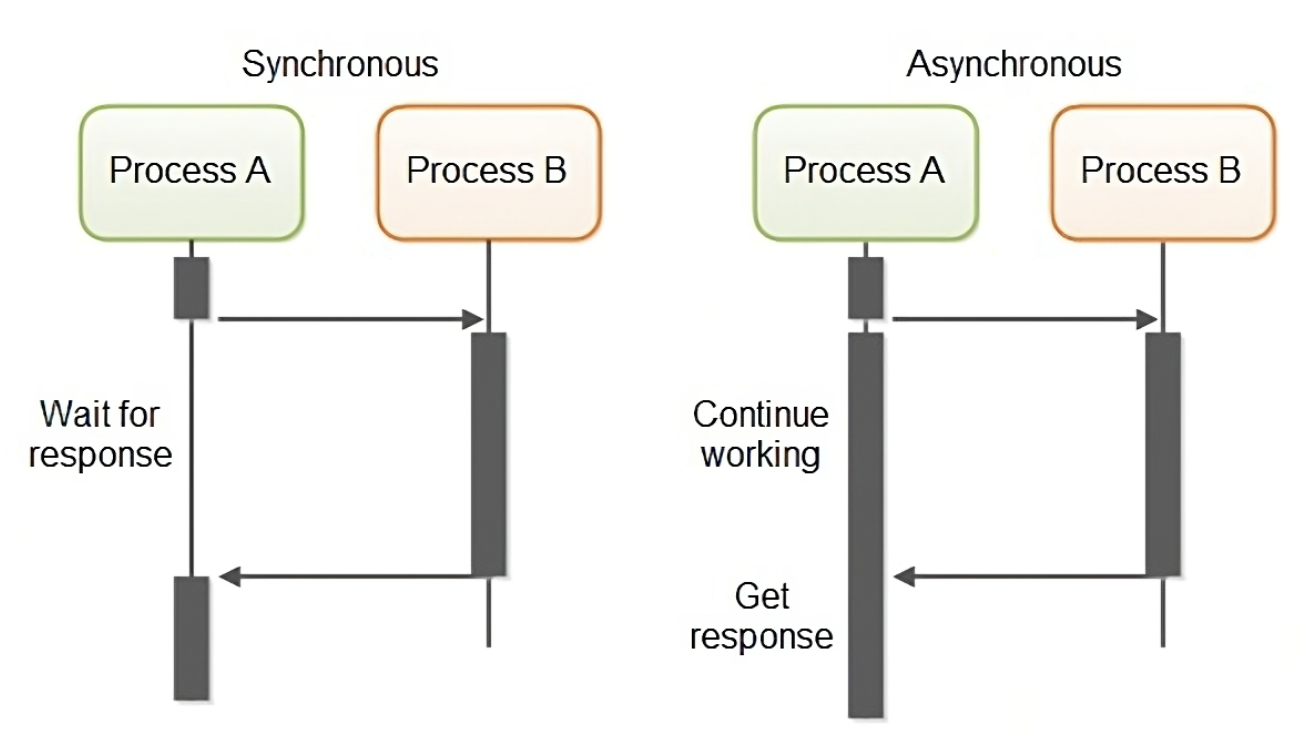 Synchronous
Asynchronous
Process A
Process B
Process A
Process B
Wait for
response
Continue
working
Get
response